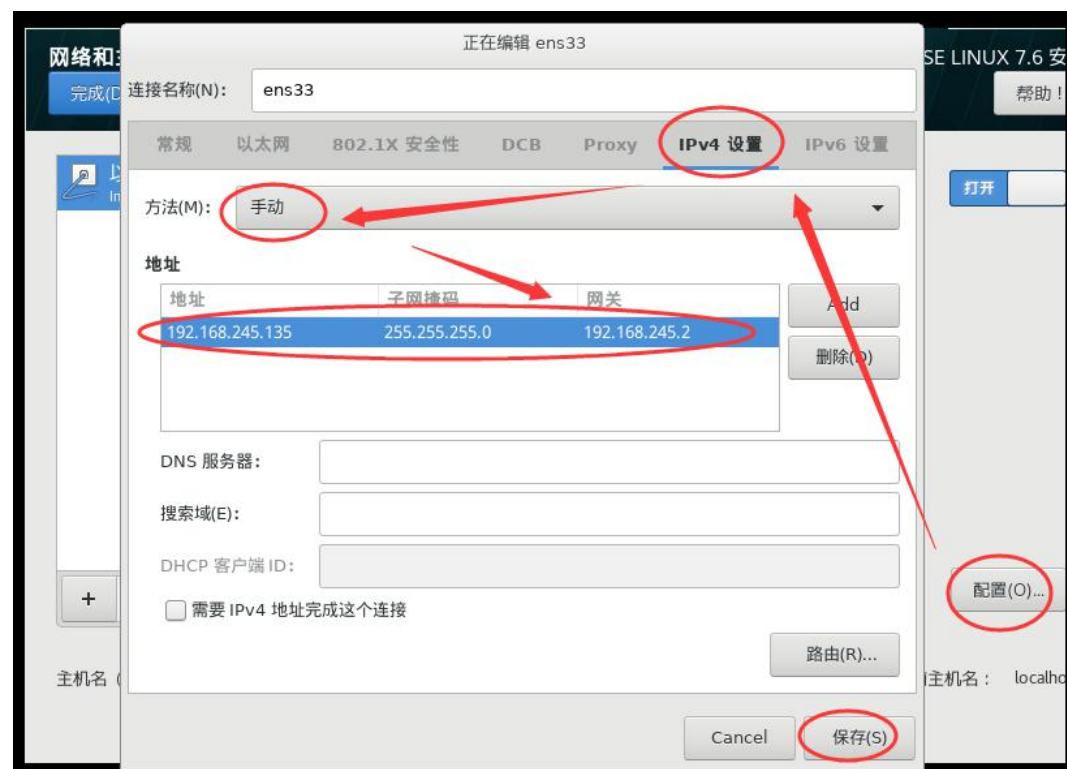 正在编辑 ens33
网络和
SE LINUX 7.6 安
完成(D
连接名称(N): ens33
帮助!
常规 以太网 802.1X 安全性 DCB Proxy IPv4 设置 IPv6 设置
打开
方法(M): 手动
地址
地址 子网掩码 网关
Add
192.168.245.135 255.255.255.0 192.168.245.2
删除(D)
DNS 服务器:
搜索域(E):
DHCP 客户端 ID:
+
配置(O)...
需要 IPv4 地址完成这个连接
路由(R)...
主机名
主机名: localho
Cancel 保存(S)